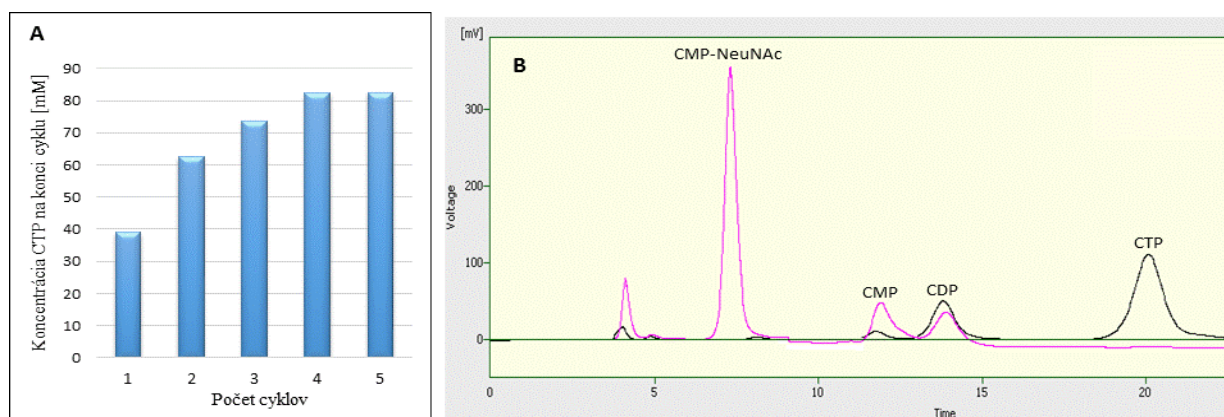 A
Koncentrácia CTP na konci cyklu [mM]
90
80
70
60
50
40
30
20
10
0
1 2 3 4 5
Počet cyklov
[mV]
B
CMP-NeuNAc
CMP
CDP
CTP
Voltage
300
200
100
0
0 5 10 15 20
Time